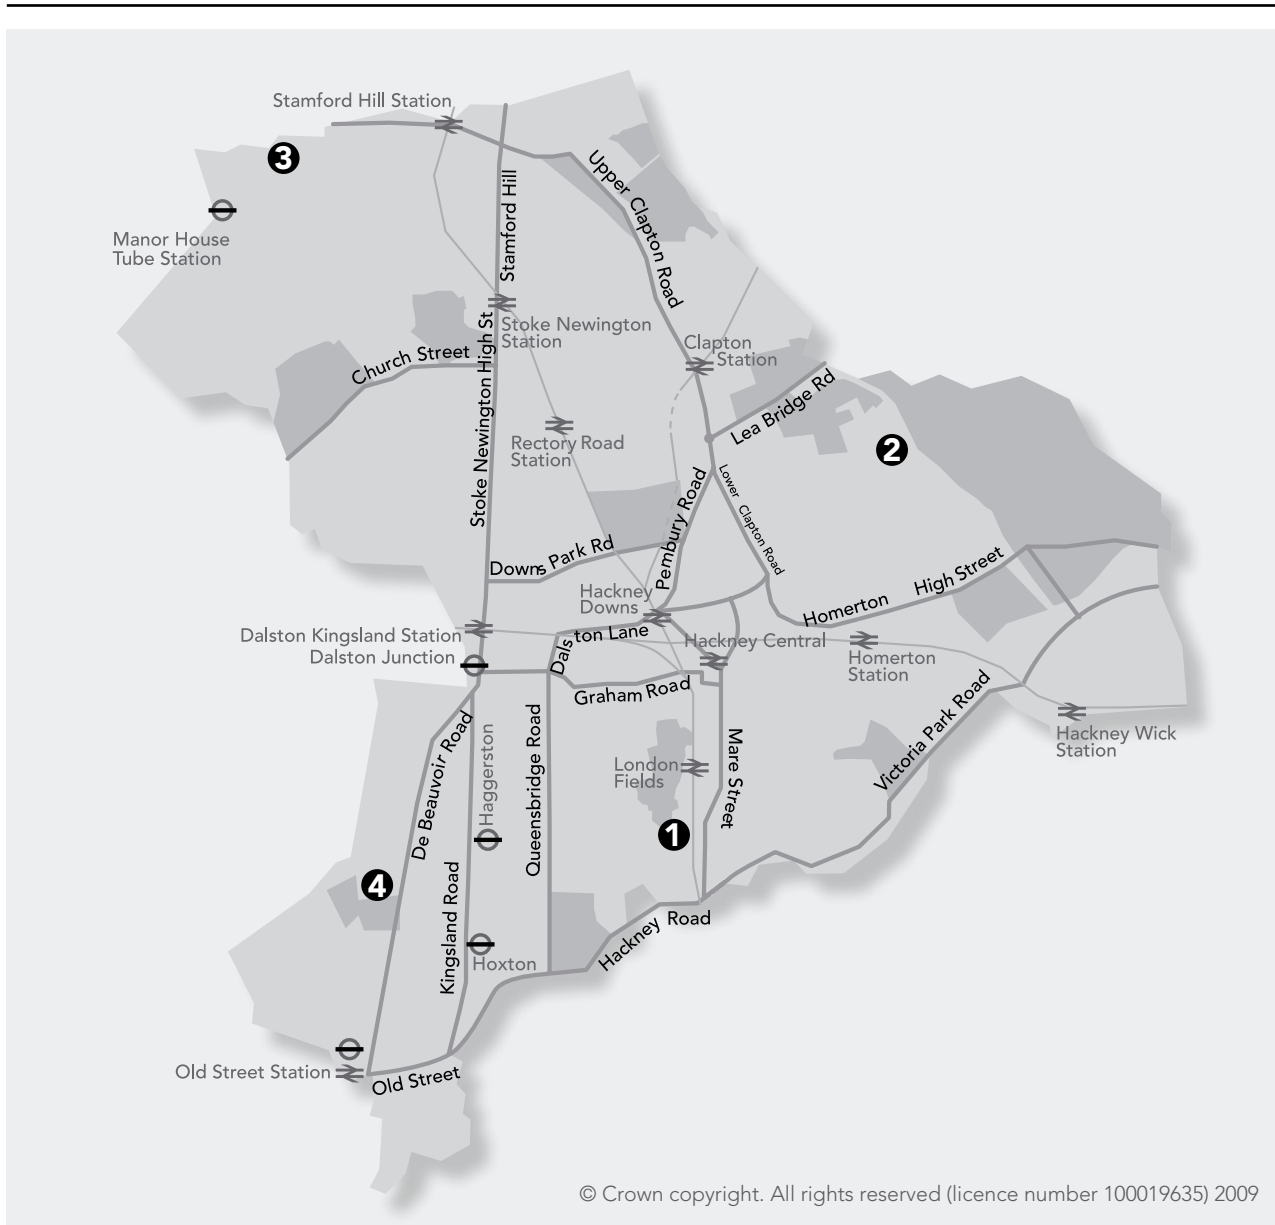 Stamford Hill Station
3
Upper Clapton Road
Stamford Hill
Manor House
Tube Station
Stoke Newington
Station
Stoke Newington High St
Church Street
Clapton
Station
Lea Bridge Rd
2
Rectory Road
Station
Lower Clapton Road
Pembury Road
Downs Park Rd
High Street
Homerton
Hackney
Downs
Dalston Lane
Dalston Kingsland Station
Dalston Junction
Hackney Central
Homerton
Station
Graham Road
Victoria Park Road
Hackney Wick
Station
De Beauvoir Road
Haggerston
Queensbridge Road
London
Fields
Mare Street
1
4
Kingsland Road
Hackney Road
Hoxton
Old Street Station
Old Street
© Crown copyright. All rights reserved (licence number 100019635) 2009